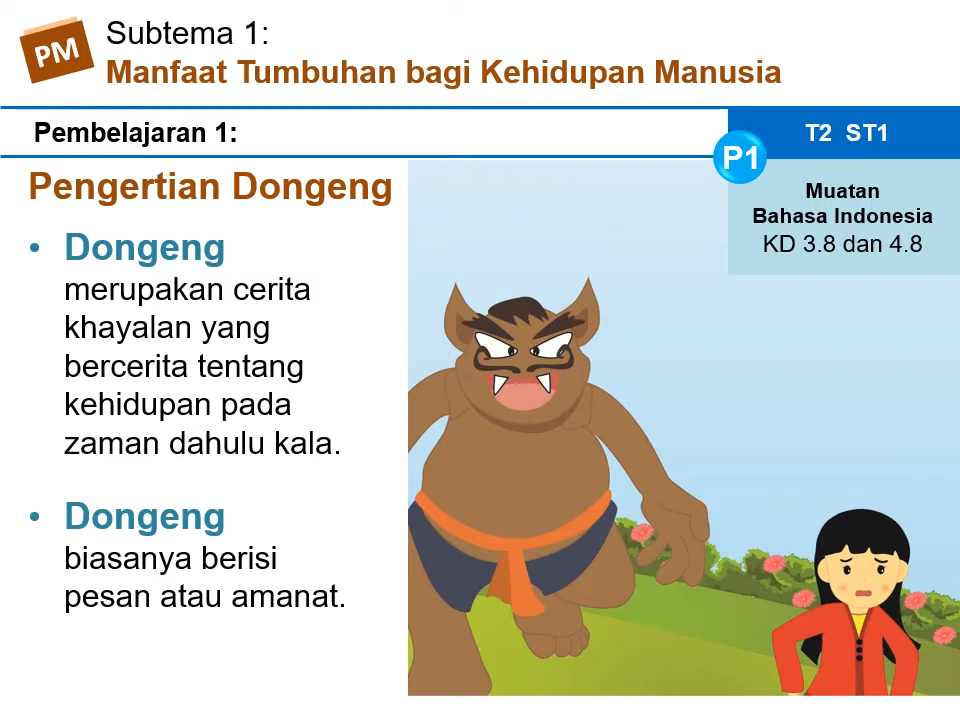 PM
Subtema 1:
Manfaat Tumbuhan bagi Kehidupan Manusia
Pembelajaran 1:
T2 ST1
P1
Muatan
Bahasa Indonesia
KD 3.8 dan 4.8
Pengertian Dongeng
• Dongeng
merupakan cerita
khayalan yang
bercerita tentang
kehidupan pada
zaman dahulu kala.
• Dongeng
biasanya berisi
pesan atau amanat.